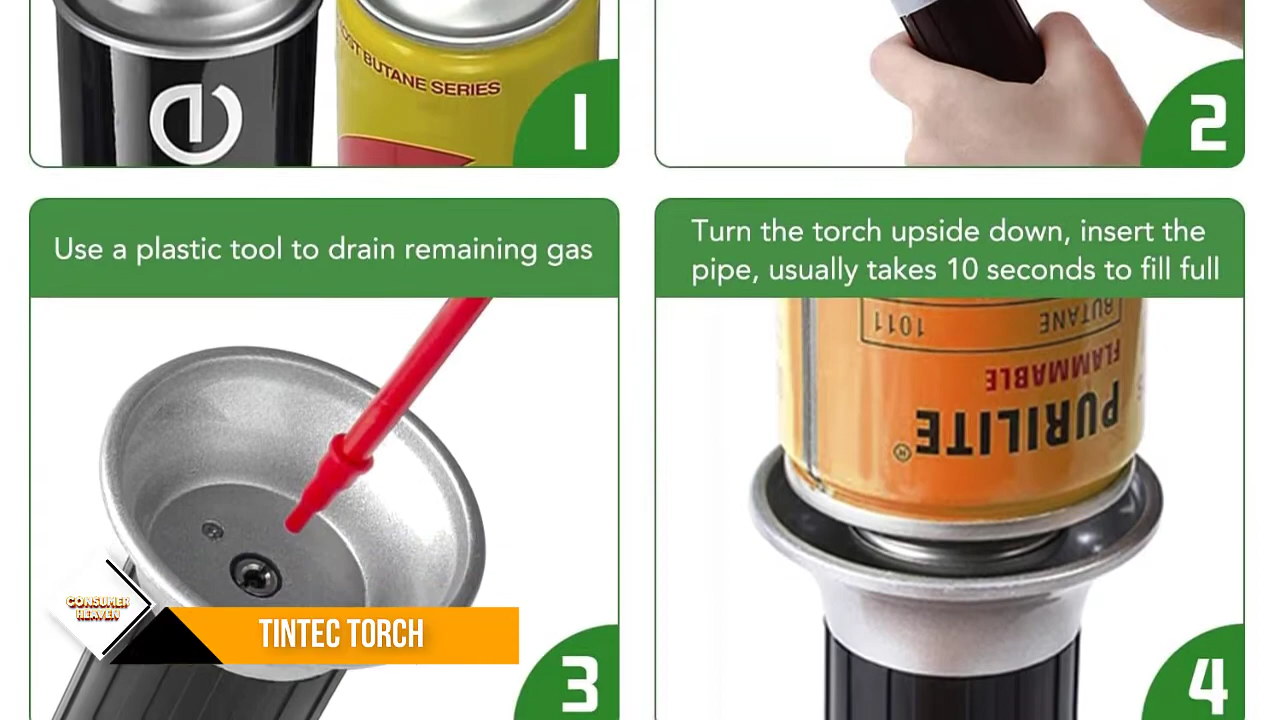 OST BUTANE SERIES
1
2
Use a plastic tool to drain remaining gas
Turn the torch upside down, insert the
pipe, usually takes 10 seconds to fill full
1011
BUTANE
FLAMMABLE
PURILITE®
CONSUMER
HEAVEN
TINTEC TORCH
3
4